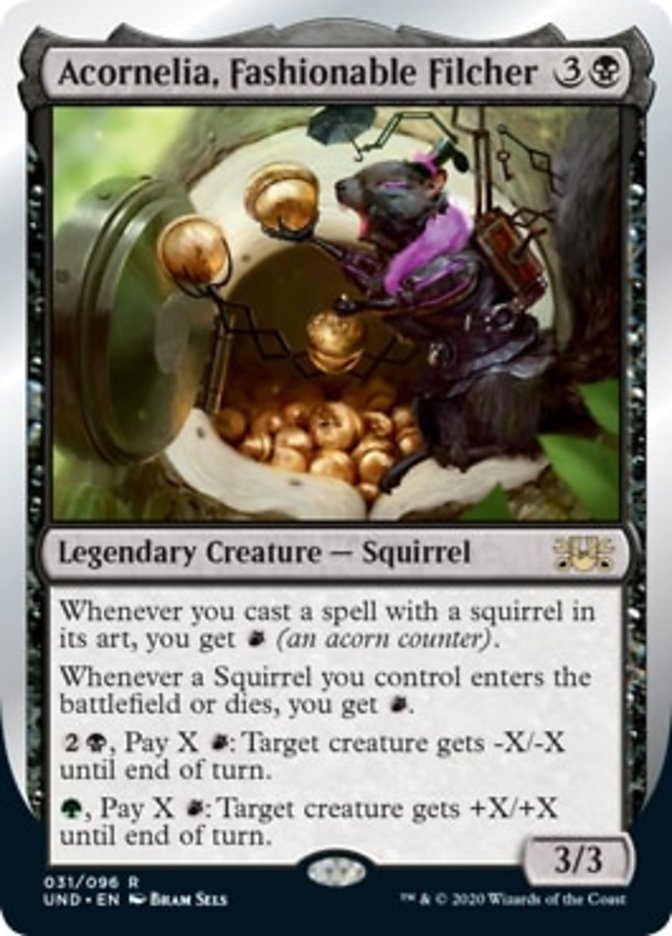 Acornelia, Fashionable Filcher 3
Legendary Creature — Squirrel
Whenever you cast a spell with a squirrel in
its art, you get (an acorn counter).
Whenever a Squirrel you control enters the
battlefield or dies, you get .
2 , Pay X : Target creature gets -X/-X
until end of turn.
, Pay X : Target creature gets +X/+X
until end of turn.
3/3
031/096 R
UND • EN Bram Sels
™ & © 2020 Wizards of the Coast